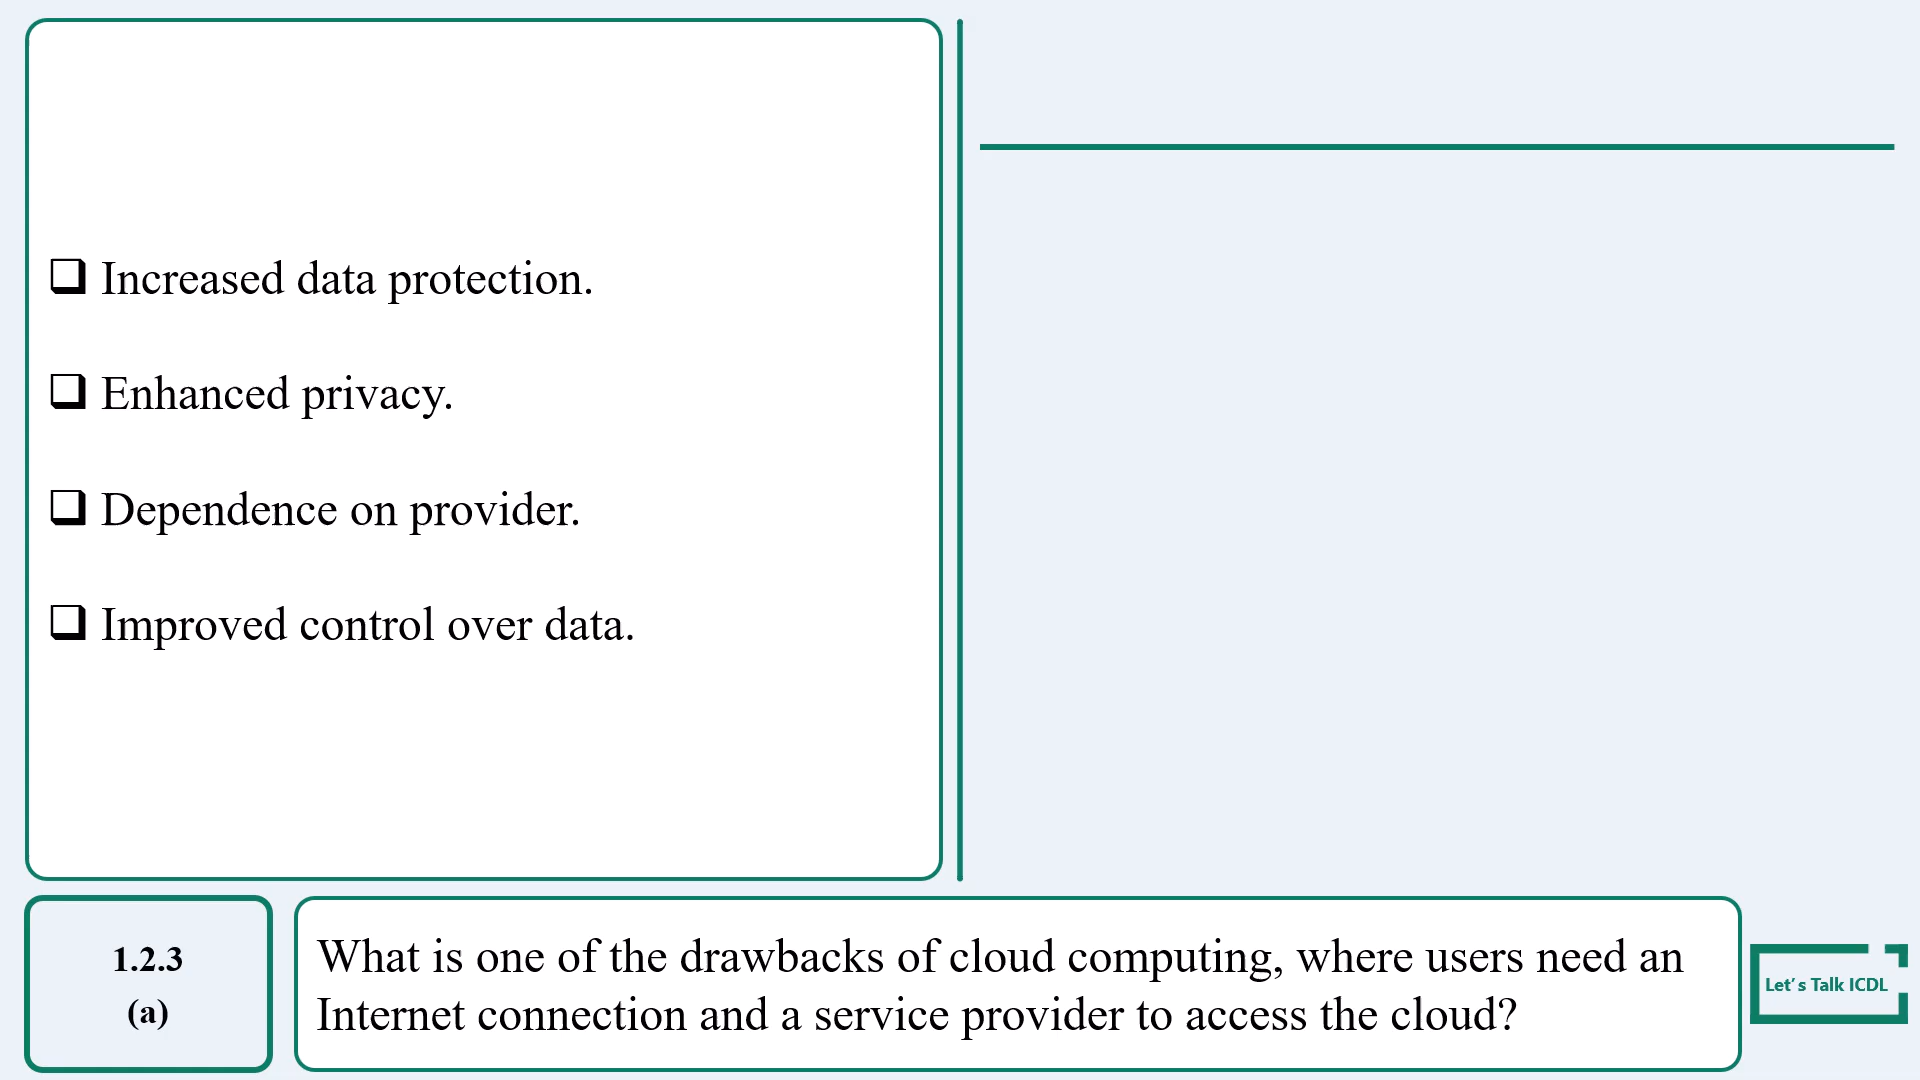 ❑ Increased data protection.
❑ Enhanced privacy.
❑ Dependence on provider.
❑ Improved control over data.
1.2.3
(a)
What is one of the drawbacks of cloud computing, where users need an
Internet connection and a service provider to access the cloud?
Let's Talk ICDL